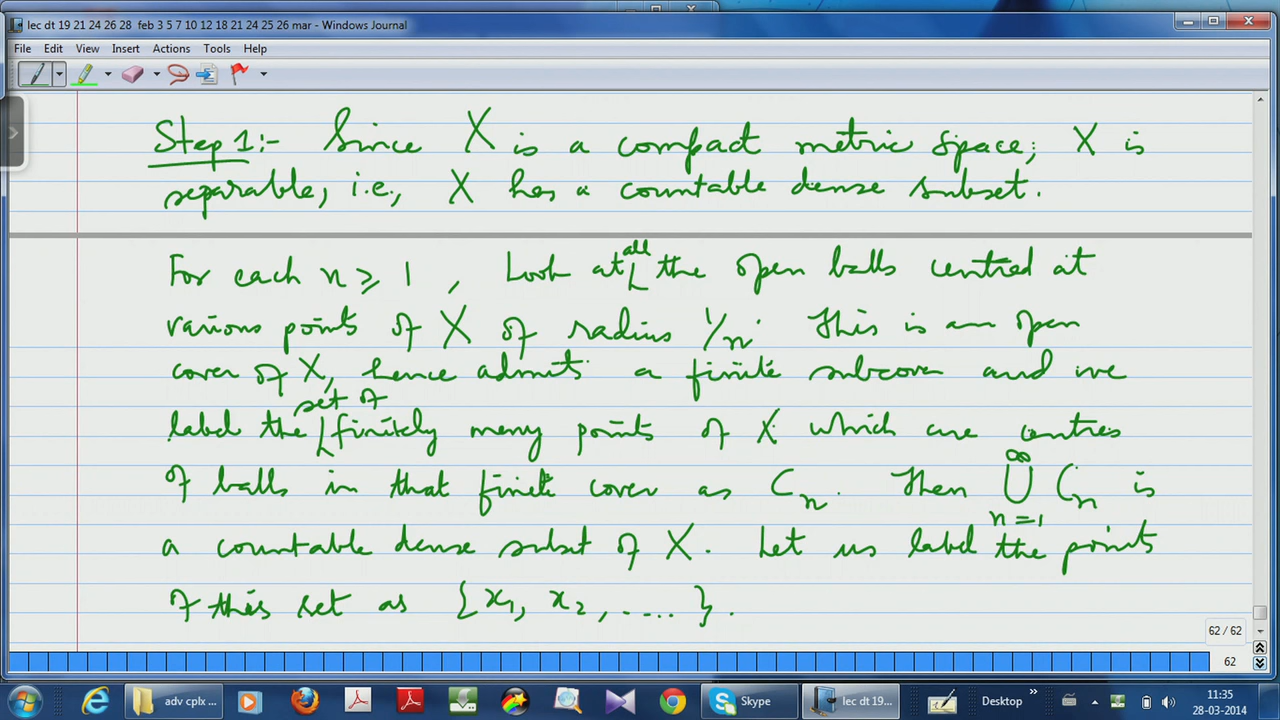 lec dt 19 21 24 26 28 feb 3 5 7 10 12 18 21 24 25 26 mar - Windows Journal
File Edit View Insert Actions Tools Help
Step 1:- Since X is a compact metric space, X is
separable, i.e., X has a countable dense subset.
For each n ≥ 1, Look at all the open balls centred at
various points of X of radius 1/n. This is an open
cover of X, hence admits a finite subcover and we
label the set of finitely many points of X which are centres
of balls in that finite cover as Cn. Then ∞⋃n=1 Cn is
a countable dense subset of X. Let us label the points
of this set as {x1, x2, .....}.
62 / 62
62
adv cplx ... Skype lec dt 19... Desktop » 11:35
28-03-2014